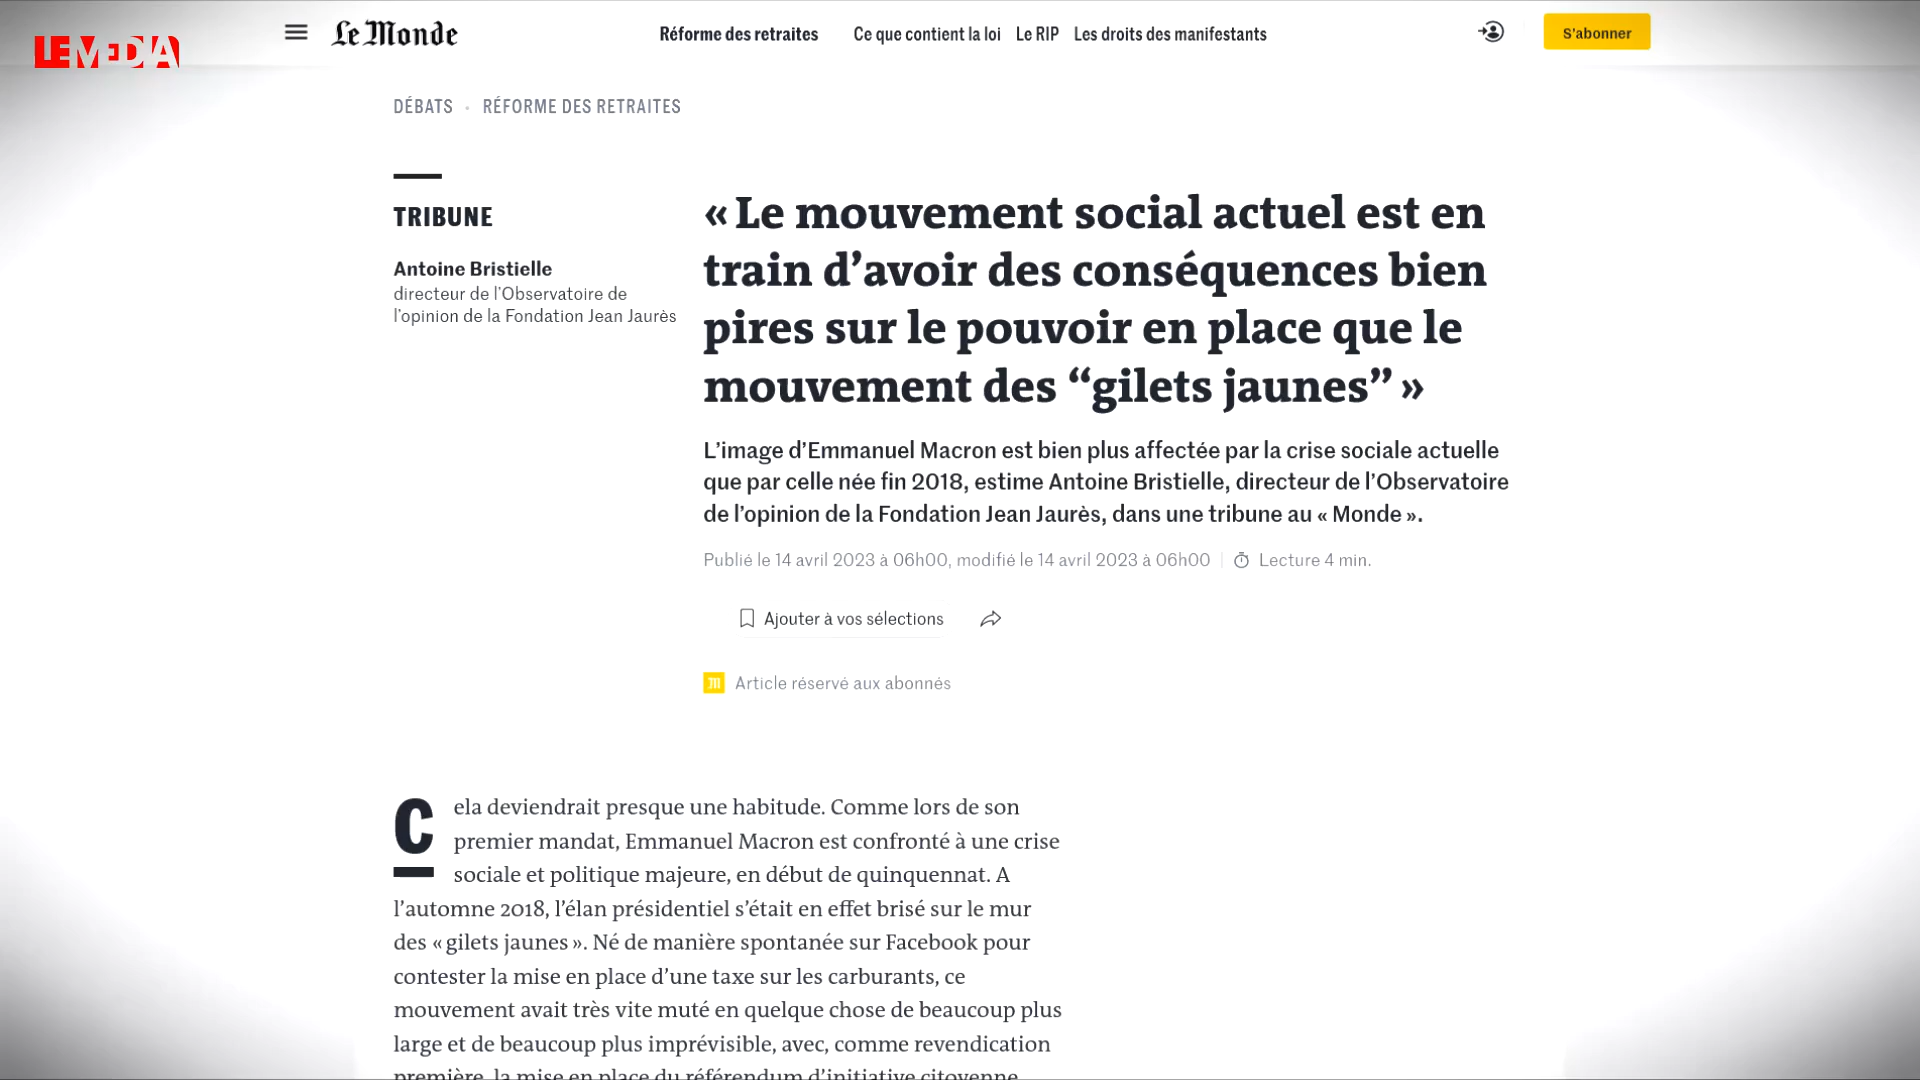 LE MEDIA
Le Monde
Réforme des retraites
Ce que contient la loi
Le RIP
Les droits des manifestants
S'abonner
DÉBATS · RÉFORME DES RETRAITES
TRIBUNE
Antoine Bristielle
directeur de l'Observatoire de
l'opinion de la Fondation Jean Jaurès
« Le mouvement social actuel est en
train d’avoir des conséquences bien
pires sur le pouvoir en place que le
mouvement des “gilets jaunes” »
L’image d’Emmanuel Macron est bien plus affectée par la crise sociale actuelle
que par celle née fin 2018, estime Antoine Bristielle, directeur de l’Observatoire
de l’opinion de la Fondation Jean Jaurès, dans une tribune au « Monde ».
Publié le 14 avril 2023 à 06h00, modifié le 14 avril 2023 à 06h00
Lecture 4 min.
Ajouter à vos sélections
Article réservé aux abonnés
Cela deviendrait presque une habitude. Comme lors de son
premier mandat, Emmanuel Macron est confronté à une crise
sociale et politique majeure, en début de quinquennat. A
l’automne 2018, l’élan présidentiel s’était en effet brisé sur le mur
des « gilets jaunes ». Né de manière spontanée sur Facebook pour
contester la mise en place d’une taxe sur les carburants, ce
mouvement avait très vite muté en quelque chose de beaucoup plus
large et de beaucoup plus imprévisible, avec, comme revendication
première, la mise en place du référendum d’initiative citoyenne